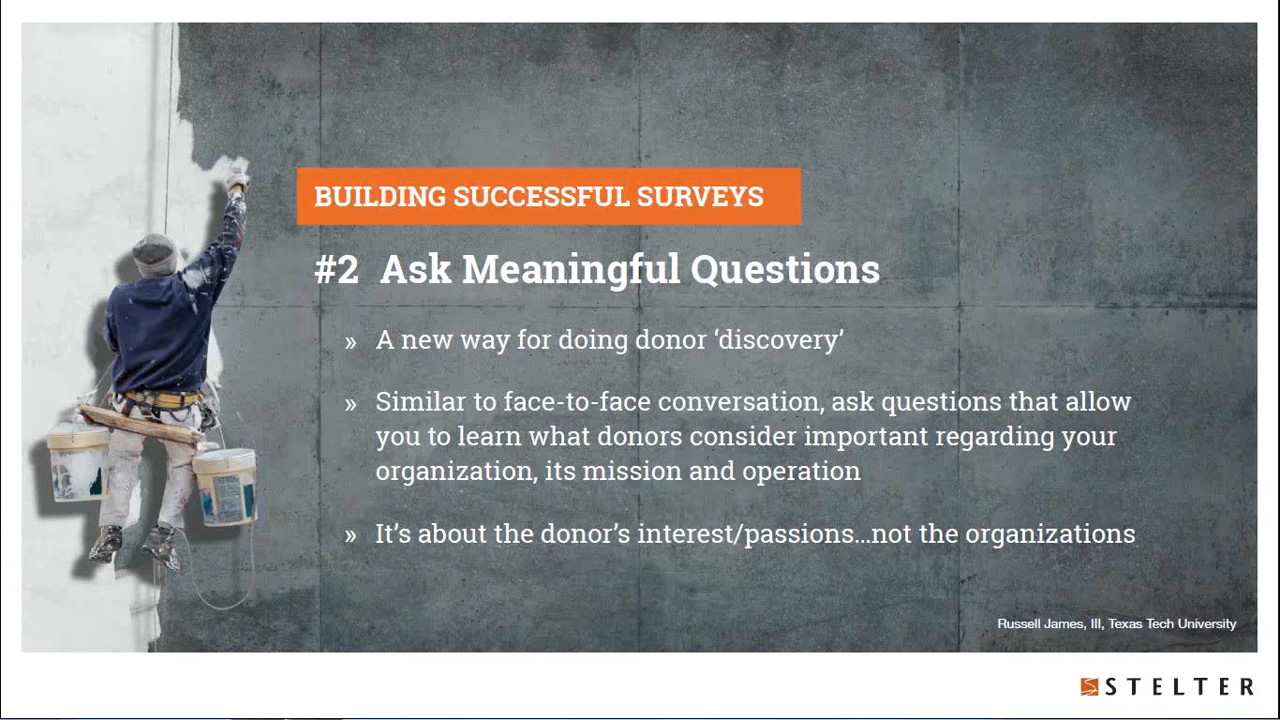 BUILDING SUCCESSFUL SURVEYS
#2 Ask Meaningful Questions
» A new way for doing donor ‘discovery’
» Similar to face-to-face conversation, ask questions that allow
you to learn what donors consider important regarding your
organization, its mission and operation
» It’s about the donor’s interest/passions…not the organizations
Russell James, III, Texas Tech University
STELTER